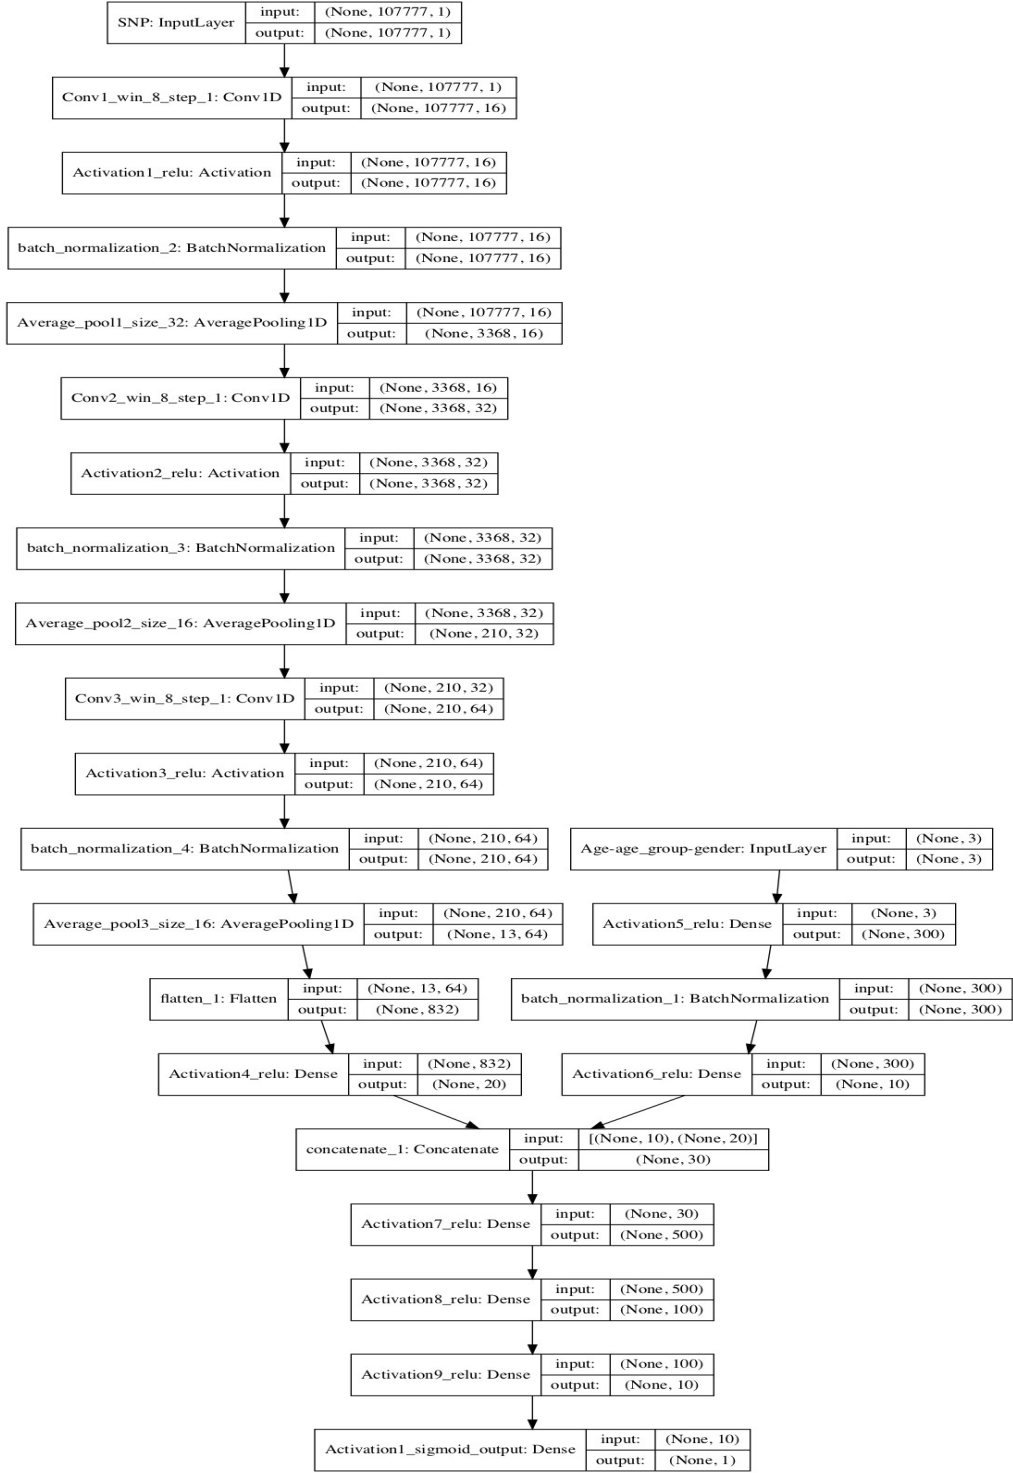 SNP: InputLayer
input: (None, 107777, 1)
output: (None, 107777, 1)
Conv1_win_8_step_1: Conv1D
input: (None, 107777, 1)
output: (None, 107777, 16)
Activation1_relu: Activation
input: (None, 107777, 16)
output: (None, 107777, 16)
batch_normalization_2: BatchNormalization
input: (None, 107777, 16)
output: (None, 107777, 16)
Average_pool1_size_32: AveragePooling1D
input: (None, 107777, 16)
output: (None, 3368, 16)
Conv2_win_8_step_1: Conv1D
input: (None, 3368, 16)
output: (None, 3368, 32)
Activation2_relu: Activation
input: (None, 3368, 32)
output: (None, 3368, 32)
batch_normalization_3: BatchNormalization
input: (None, 3368, 32)
output: (None, 3368, 32)
Average_pool2_size_16: AveragePooling1D
input: (None, 3368, 32)
output: (None, 210, 32)
Conv3_win_8_step_1: Conv1D
input: (None, 210, 32)
output: (None, 210, 64)
Activation3_relu: Activation
input: (None, 210, 64)
output: (None, 210, 64)
batch_normalization_4: BatchNormalization
input: (None, 210, 64)
output: (None, 210, 64)
Age-age_group-gender: InputLayer
input: (None, 3)
output: (None, 3)
Average_pool3_size_16: AveragePooling1D
input: (None, 210, 64)
output: (None, 13, 64)
Activation5_relu: Dense
input: (None, 3)
output: (None, 300)
flatten_1: Flatten
input: (None, 13, 64)
output: (None, 832)
batch_normalization_1: BatchNormalization
input: (None, 300)
output: (None, 300)
Activation4_relu: Dense
input: (None, 832)
output: (None, 20)
Activation6_relu: Dense
input: (None, 300)
output: (None, 10)
concatenate_1: Concatenate
input: [(None, 10), (None, 20)]
output: (None, 30)
Activation7_relu: Dense
input: (None, 30)
output: (None, 500)
Activation8_relu: Dense
input: (None, 500)
output: (None, 100)
Activation9_relu: Dense
input: (None, 100)
output: (None, 10)
Activation1_sigmoid_output: Dense
input: (None, 10)
output: (None, 1)